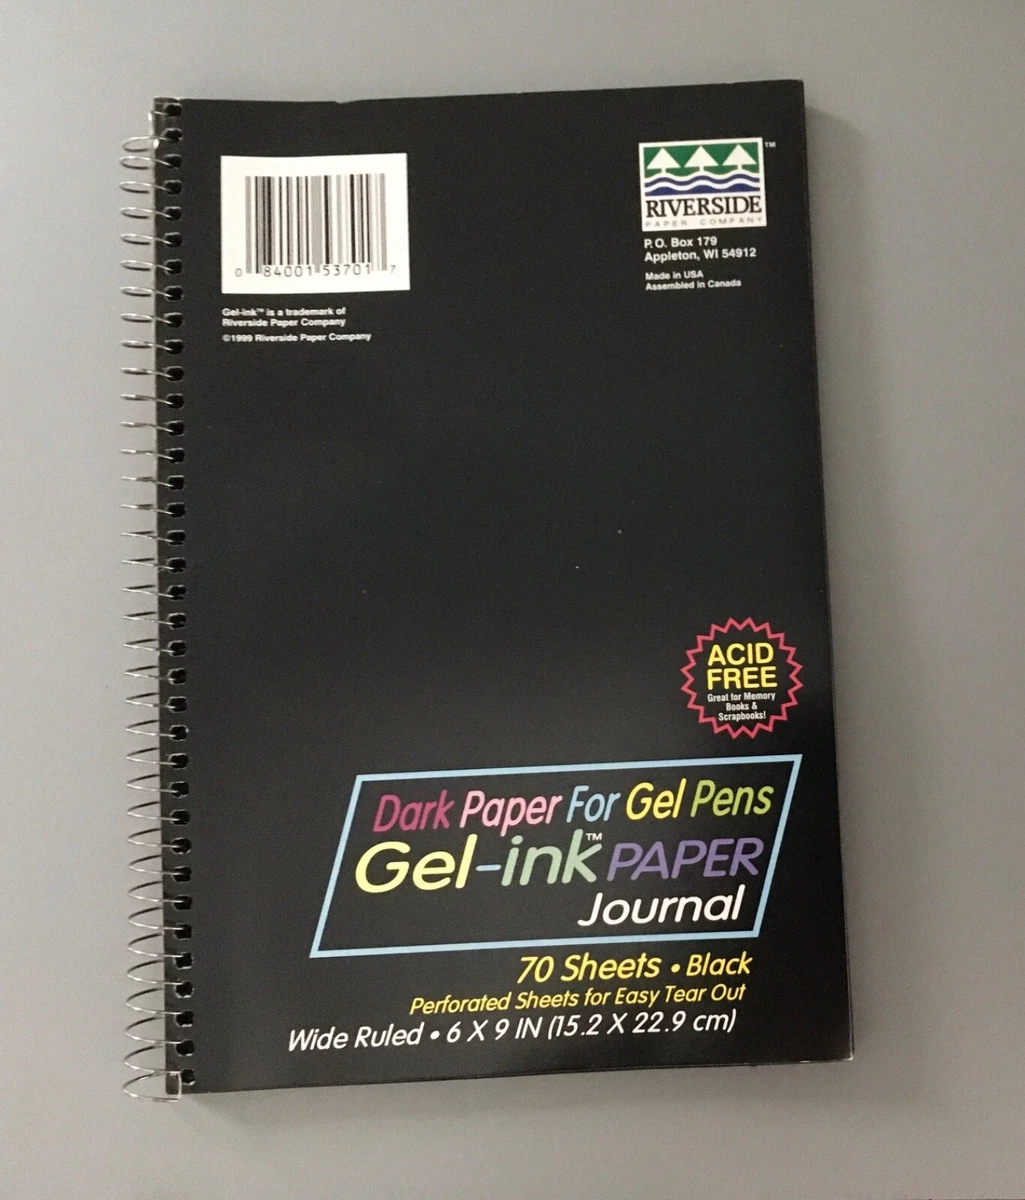 0 84001 53701 7
Gel-ink™ is a trademark of
Riverside Paper Company
©1999 Riverside Paper Company
™
RIVERSIDE
PAPER COMPANY
P.O. Box 179
Appleton, WI 54912
Made in USA
Assembled in Canada
ACID
FREE
Great for Memory
Books &
Scrapbooks!
Dark Paper For Gel Pens
Gel-ink™ PAPER
Journal
70 Sheets • Black
Perforated Sheets for Easy Tear Out
Wide Ruled • 6 X 9 IN (15.2 X 22.9 cm)